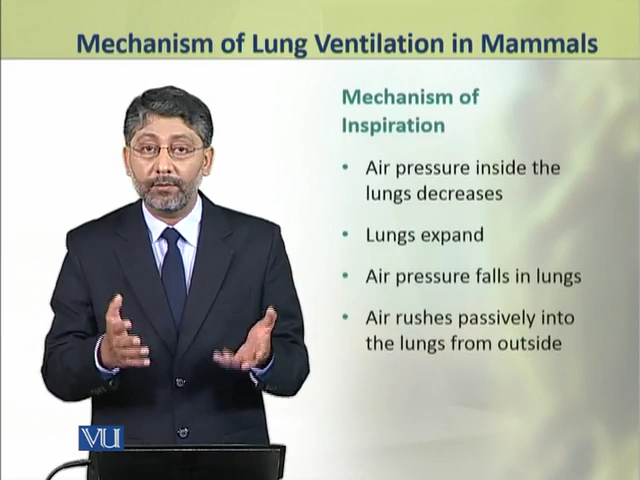 Mechanism of Lung Ventilation in Mammals
Mechanism of
Inspiration
• Air pressure inside the
lungs decreases
• Lungs expand
• Air pressure falls in lungs
• Air rushes passively into
the lungs from outside
VU